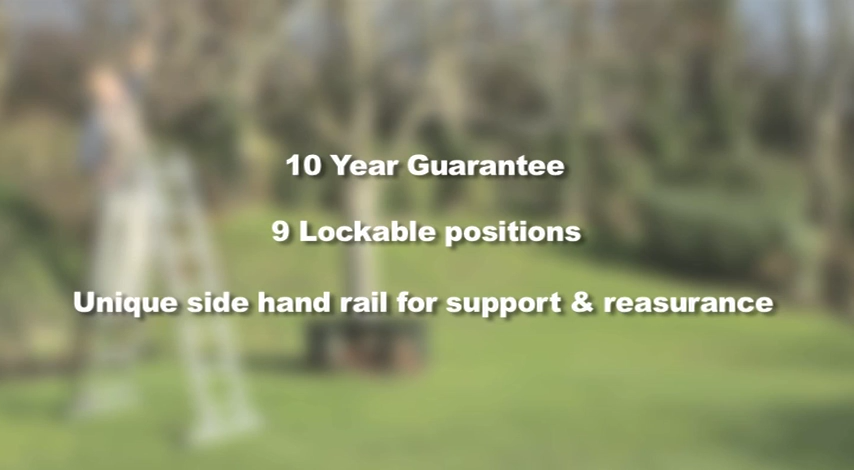 10 Year Guarantee
9 Lockable positions
Unique side hand rail for support & reasurance